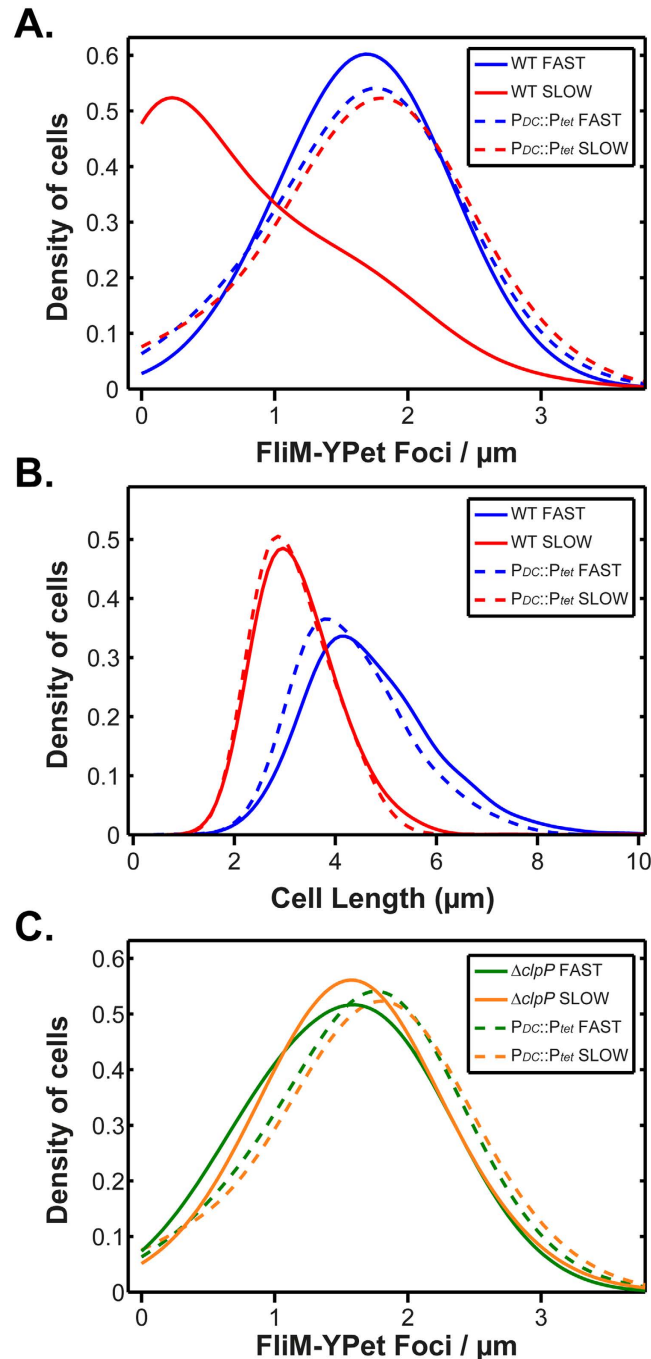 A.
Density of cells
0.6
0.5
0.4
0.3
0.2
0.1
0
WT FAST
WT SLOW
PDC::Ptet FAST
PDC::Ptet SLOW
0 1 2 3
FliM-YPet Foci / µm
B.
Density of cells
0.5
0.4
0.3
0.2
0.1
0
WT FAST
WT SLOW
PDC::Ptet FAST
PDC::Ptet SLOW
0 2 4 6 8 10
Cell Length (µm)
C.
Density of cells
0.6
0.5
0.4
0.3
0.2
0.1
0
ΔclpP FAST
ΔclpP SLOW
PDC::Ptet FAST
PDC::Ptet SLOW
0 1 2 3
FliM-YPet Foci / µm